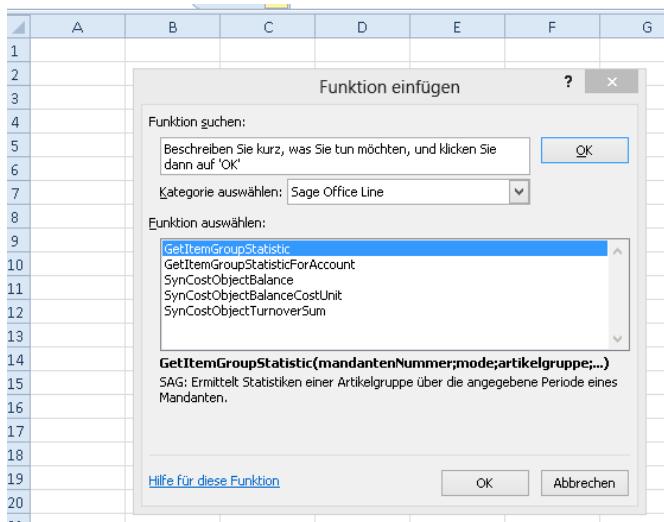 A B C D E F G
1
2
Funktion einfügen ? ×
3
4
Funktion suchen:
5
Beschreiben Sie kurz, was Sie tun möchten, und klicken Sie
dann auf 'OK'
OK
6
7
Kategorie auswählen: Sage Office Line
8
Funktion auswählen:
9
GetItemGroupStatistic
10
GetItemGroupStatisticForAccount
11
SynCostObjectBalance
12
SynCostObjectBalanceCostUnit
SynCostObjectTurnoverSum
13
14
GetItemGroupStatistic(mandantenNummer;mode;artikelgruppe;...)
15
SAG: Ermittelt Statistiken einer Artikelgruppe über die angegebene Periode eines
Mandanten.
16
17
18
19
Hilfe für diese Funktion OK Abbrechen
20